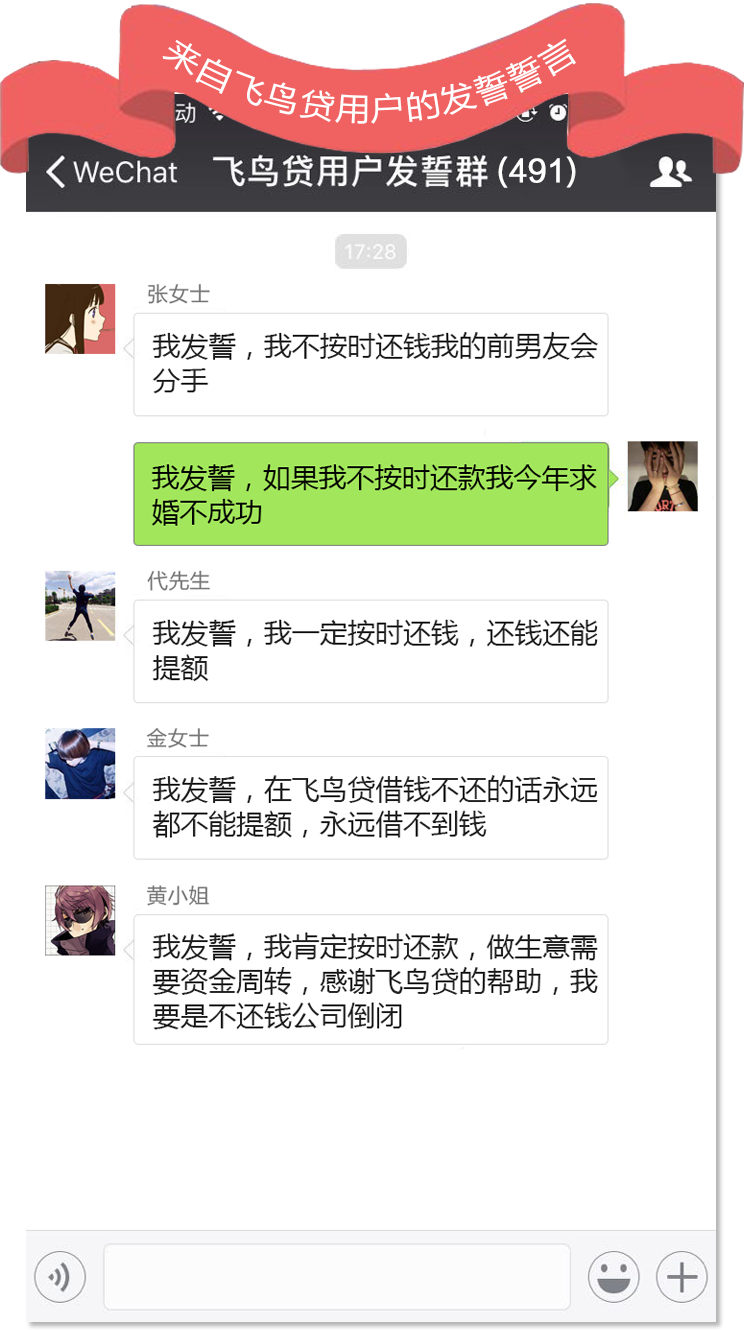 来自飞鸟贷用户的发誓誓言
动
WeChat 飞鸟贷用户发誓群 (491)
17:28
张女士
我发誓，我不按时还钱我的前男友会
分手
我发誓，如果我不按时还款我今年求
婚不成功
代先生
我发誓，我一定按时还钱，还钱还能
提额
金女士
我发誓，在飞鸟贷借钱不还的话永远
都不能提额，永远借不到钱
黄小姐
我发誓，我肯定按时还款，做生意需
要资金周转，感谢飞鸟贷的帮助，我
要是不还钱公司倒闭